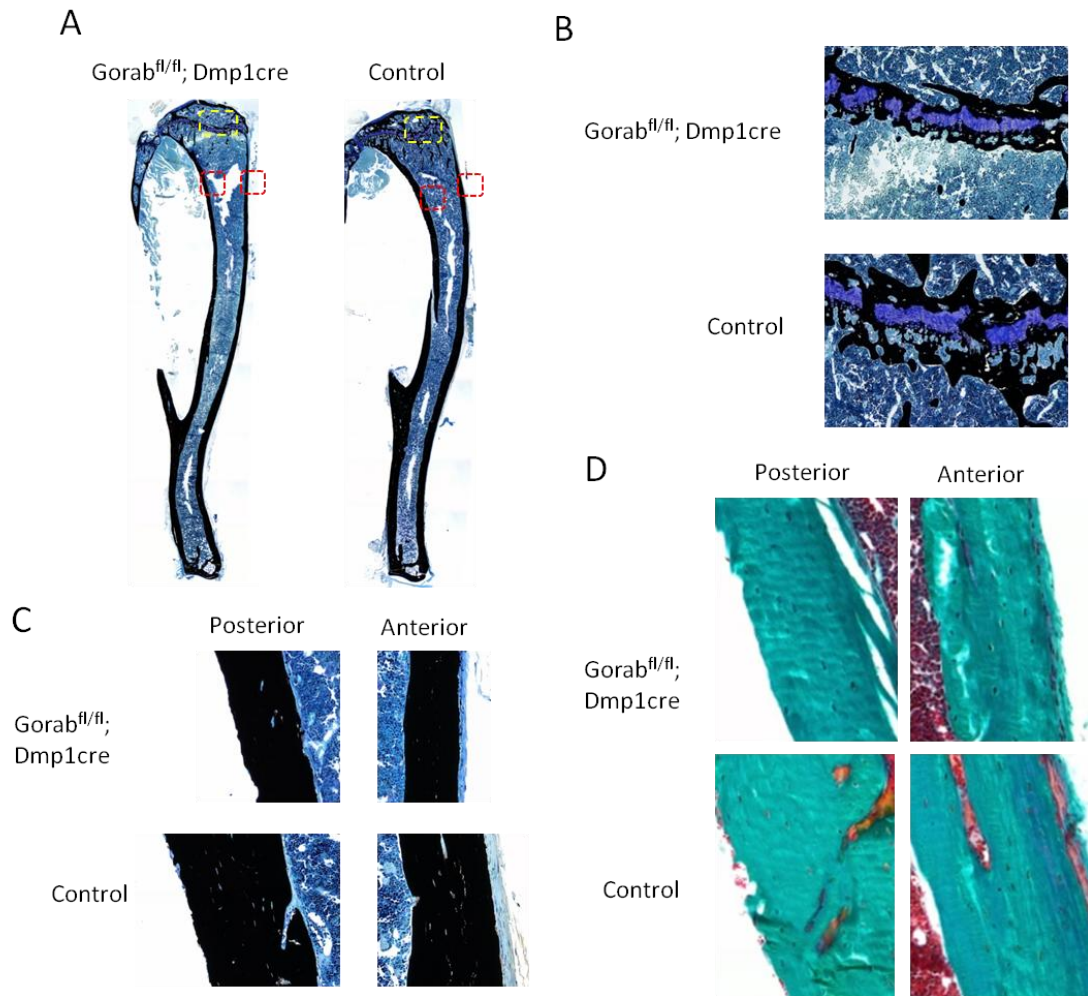 A
Gorab^fl/fl; Dmp1cre
Control
B
Gorab^fl/fl; Dmp1cre
Control
C
Posterior
Anterior
Gorab^fl/fl;
Dmp1cre
Control
D
Posterior
Anterior
Gorab^fl/fl;
Dmp1cre
Control